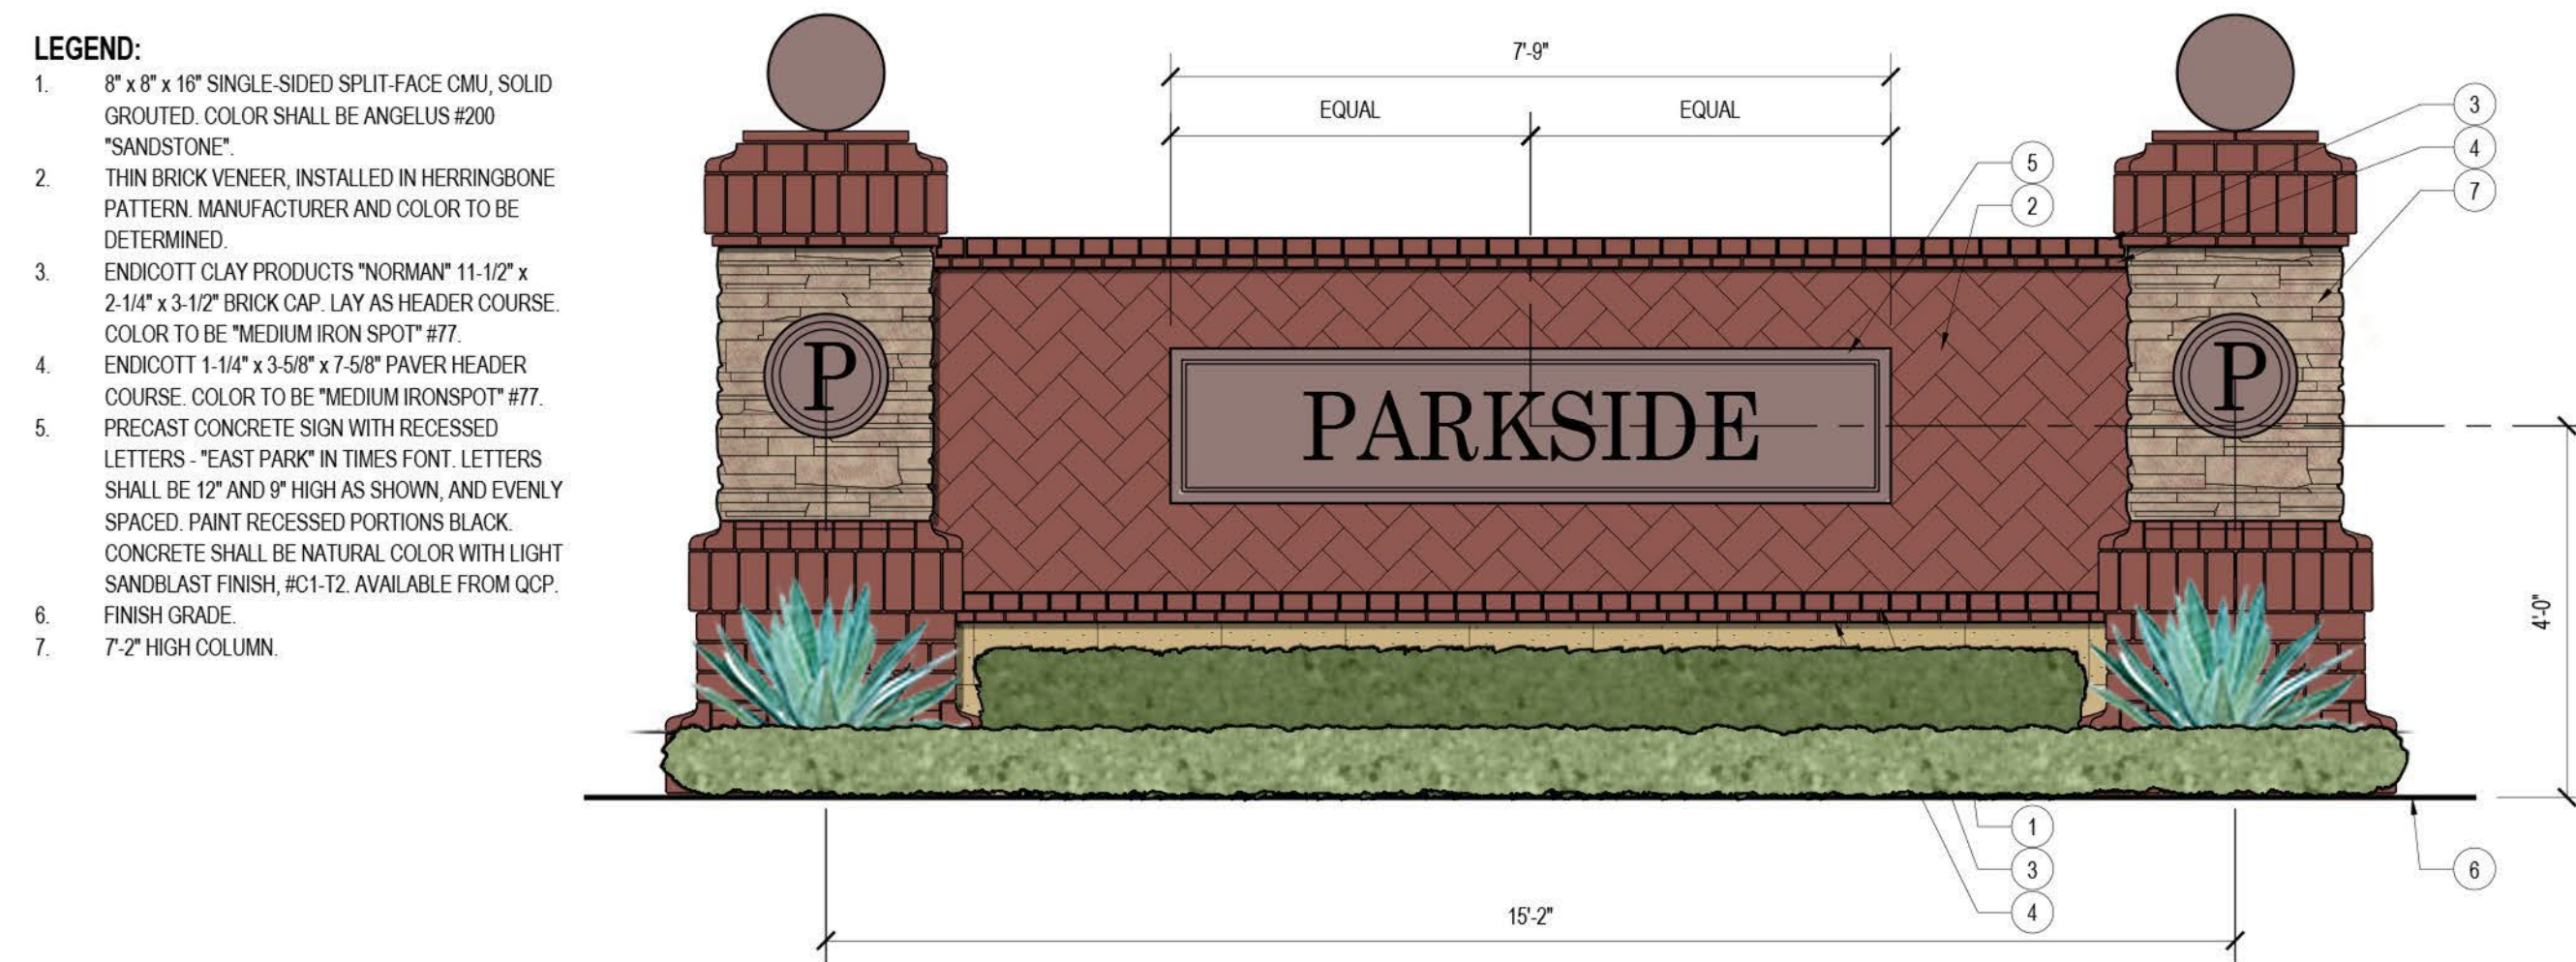 LEGEND:
1. 8" x 8" x 16" SINGLE-SIDED SPLIT-FACE CMU, SOLID
GROUTED. COLOR SHALL BE ANGELUS #200
"SANDSTONE".
2. THIN BRICK VENEER, INSTALLED IN HERRINGBONE
PATTERN. MANUFACTURER AND COLOR TO BE
DETERMINED.
3. ENDICOTT CLAY PRODUCTS "NORMAN" 11-1/2" x
2-1/4" x 3-1/2" BRICK CAP. LAY AS HEADER COURSE.
COLOR TO BE "MEDIUM IRON SPOT" #77.
4. ENDICOTT 1-1/4" x 3-5/8" x 7-5/8" PAVER HEADER
COURSE. COLOR TO BE "MEDIUM IRONSPOT" #77.
5. PRECAST CONCRETE SIGN WITH RECESSED
LETTERS - "EAST PARK" IN TIMES FONT. LETTERS
SHALL BE 12" AND 9" HIGH AS SHOWN, AND EVENLY
SPACED. PAINT RECESSED PORTIONS BLACK.
CONCRETE SHALL BE NATURAL COLOR WITH LIGHT
SANDBLAST FINISH, #C1-T2. AVAILABLE FROM QCP.
6. FINISH GRADE.
7. 7'-2" HIGH COLUMN.
7'-9"
EQUAL EQUAL
5
2
3
4
7
P
PARKSIDE
P
4'-0"
1
3
4
6
15'-2"